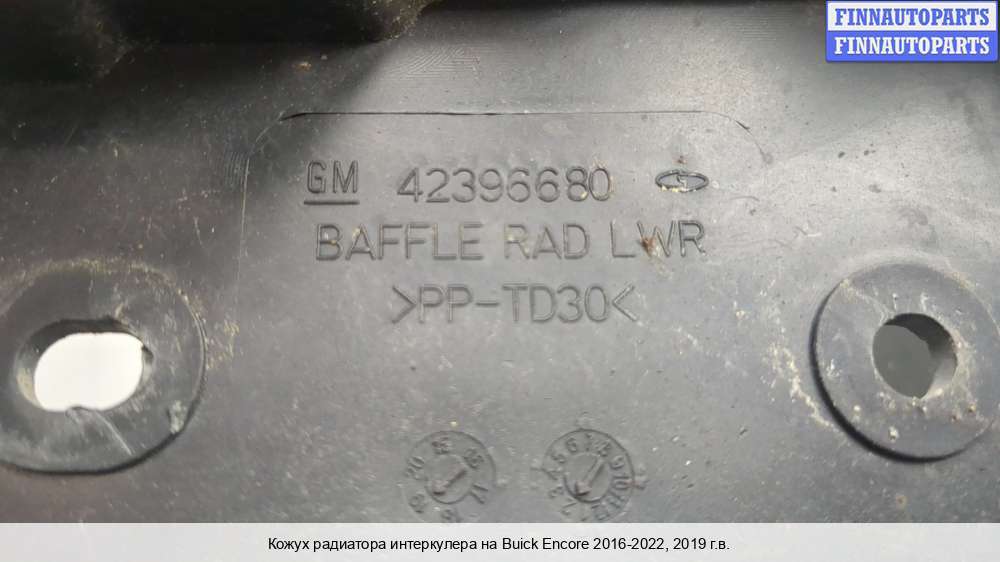 FINNAUTOPARTS
FINNAUTOPARTS
GM 42396680
BAFFLE RAD LWR
>PP-TD30<
Кожух радиатора интеркулера на Buick Encore 2016-2022, 2019 г.в.